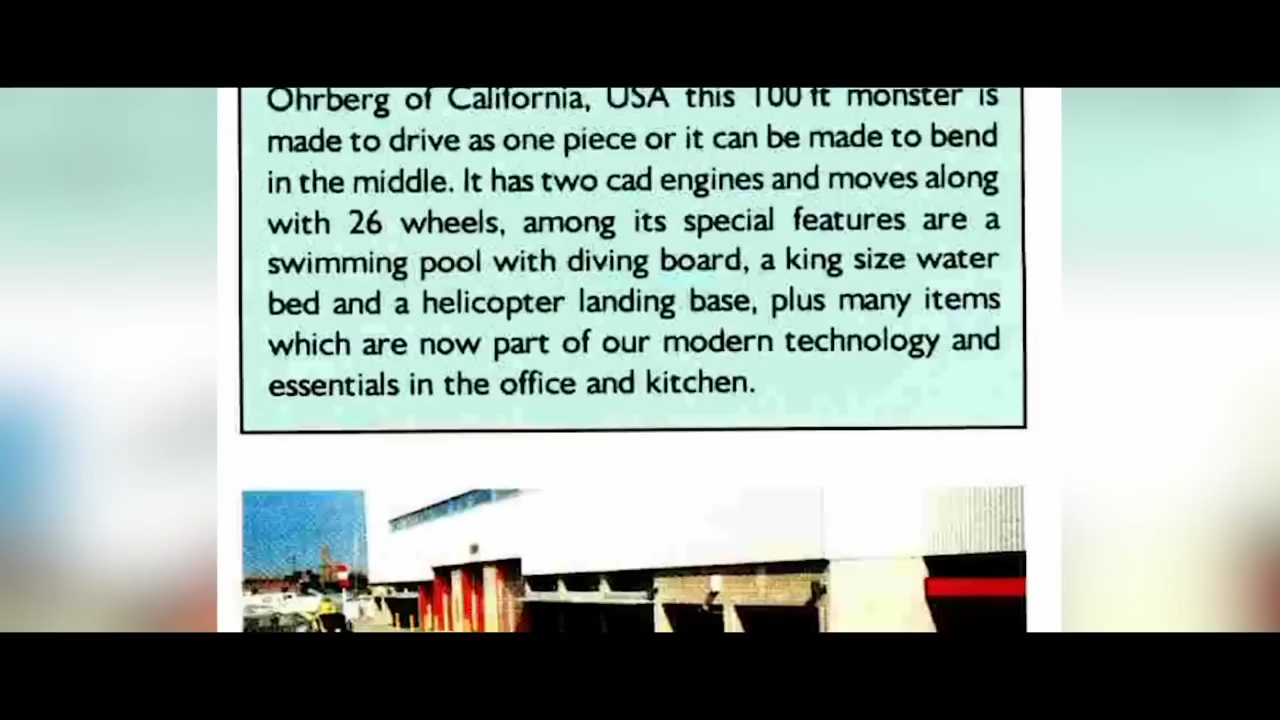 Ohrberg of California, USA this 100 ft monster is
made to drive as one piece or it can be made to bend
in the middle. It has two cad engines and moves along
with 26 wheels, among its special features are a
swimming pool with diving board, a king size water
bed and a helicopter landing base, plus many items
which are now part of our modern technology and
essentials in the office and kitchen.